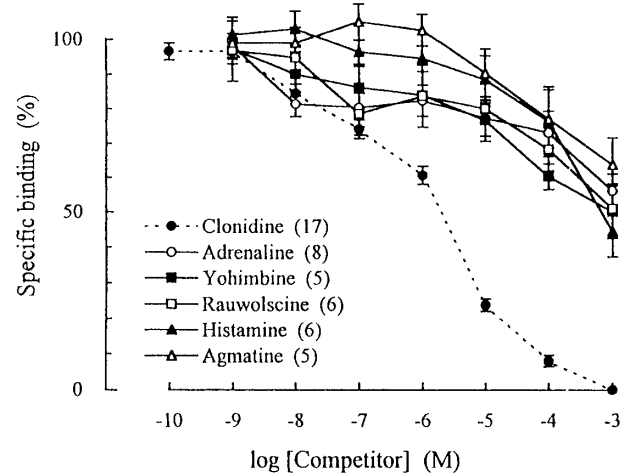 Specific binding (%)
100
50
0
Clonidine (17)
Adrenaline (8)
Yohimbine (5)
Rauwolscine (6)
Histamine (6)
Agmatine (5)
-10 -9 -8 -7 -6 -5 -4 -3
log [Competitor] (M)